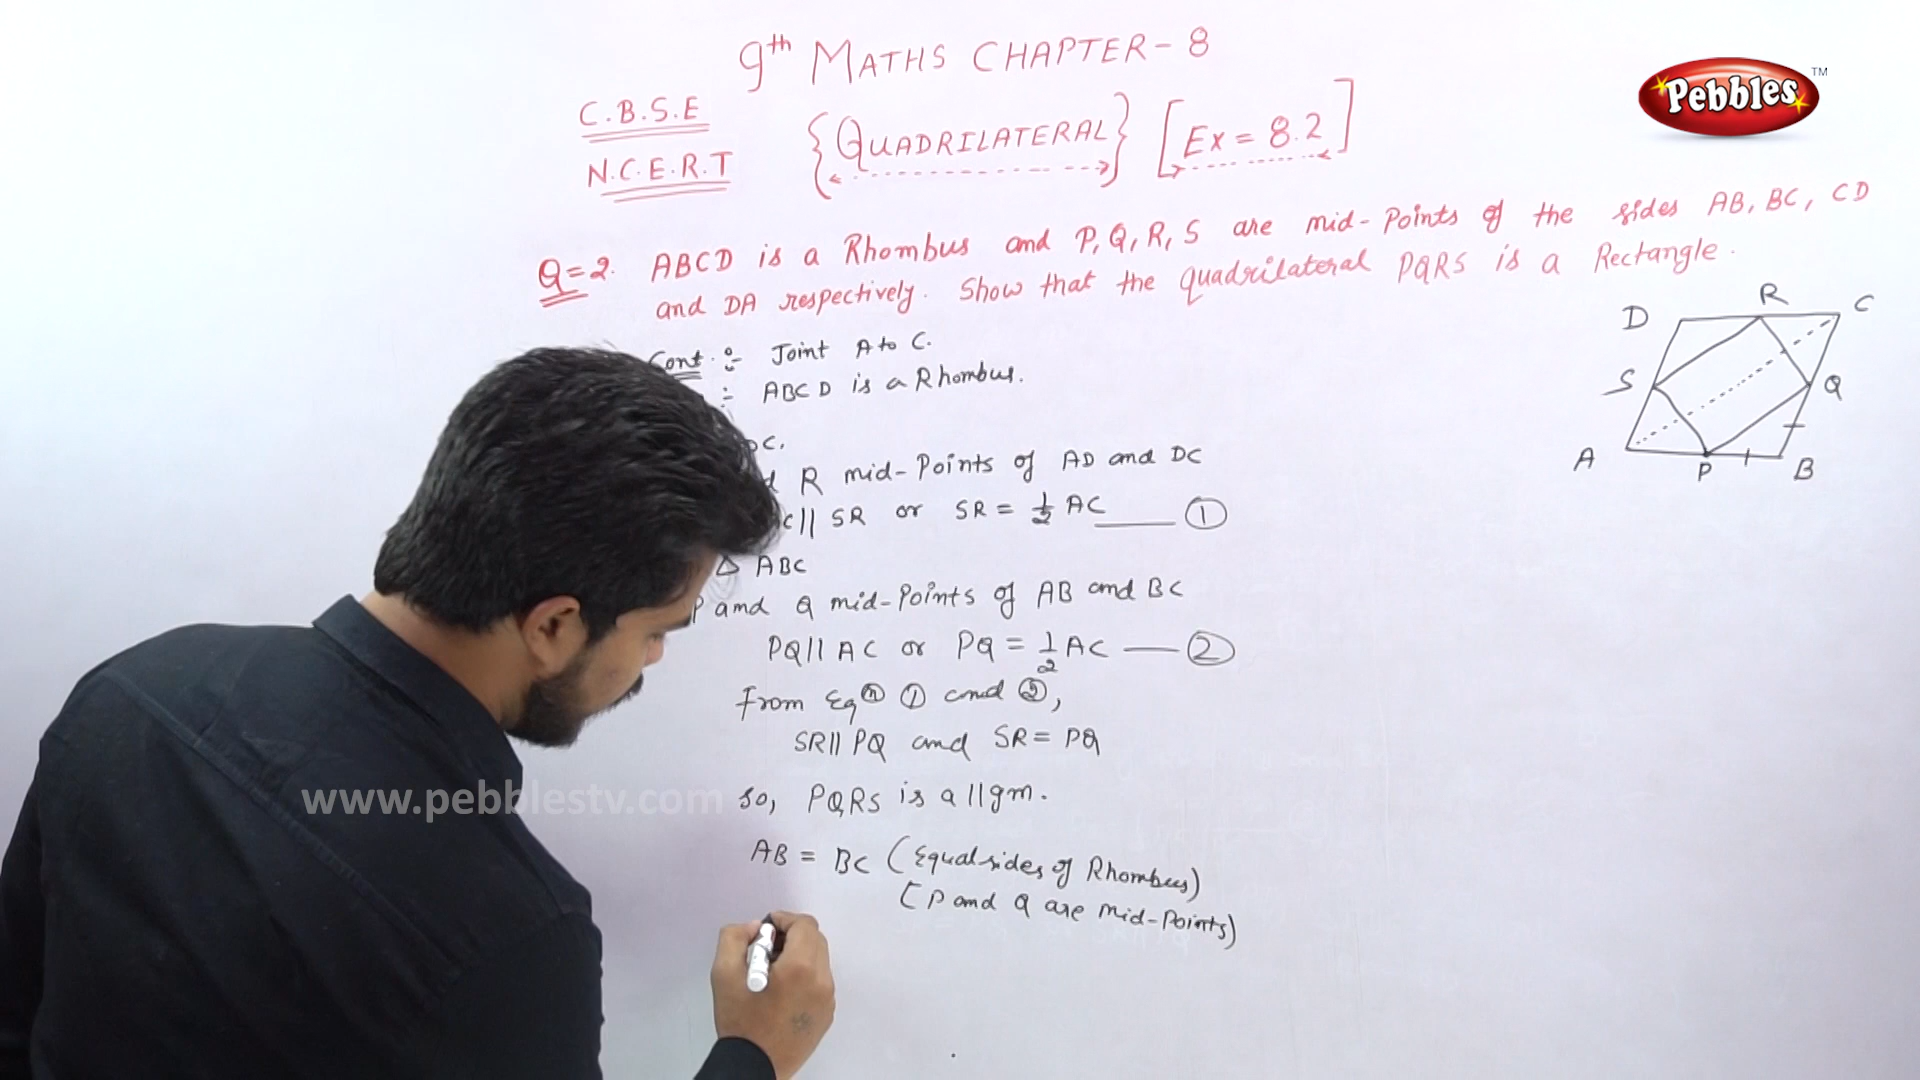 9th MATHS CHAPTER-8
C.B.S.E
N.C.E.R.T
{QUADRILATERAL} [Ex = 8.2]
Pebbles TM
Q=2. ABCD is a Rhombus and P, Q, R, S are mid-Points of the sides AB, BC, CD
and DA respectively. Show that the quadrilateral PQRS is a Rectangle.
D R C
S Q
A P B
Cont :- Joint A to C.
:- ABCD is a Rhombus.
DC.
R mid-Points of AD and DC
C || SR or SR = 1/2 AC ——— ①
△ ABC
P and Q mid-Points of AB and BC
PQ || AC or PQ = 1/2 AC —— ②
From Eqⓝ ① and ②,
SR || PQ and SR = PQ
www.pebblestv.com
so, PQRS is a ||gm.
AB = BC (Equal sides of Rhombus)
(P and Q are mid-Points)